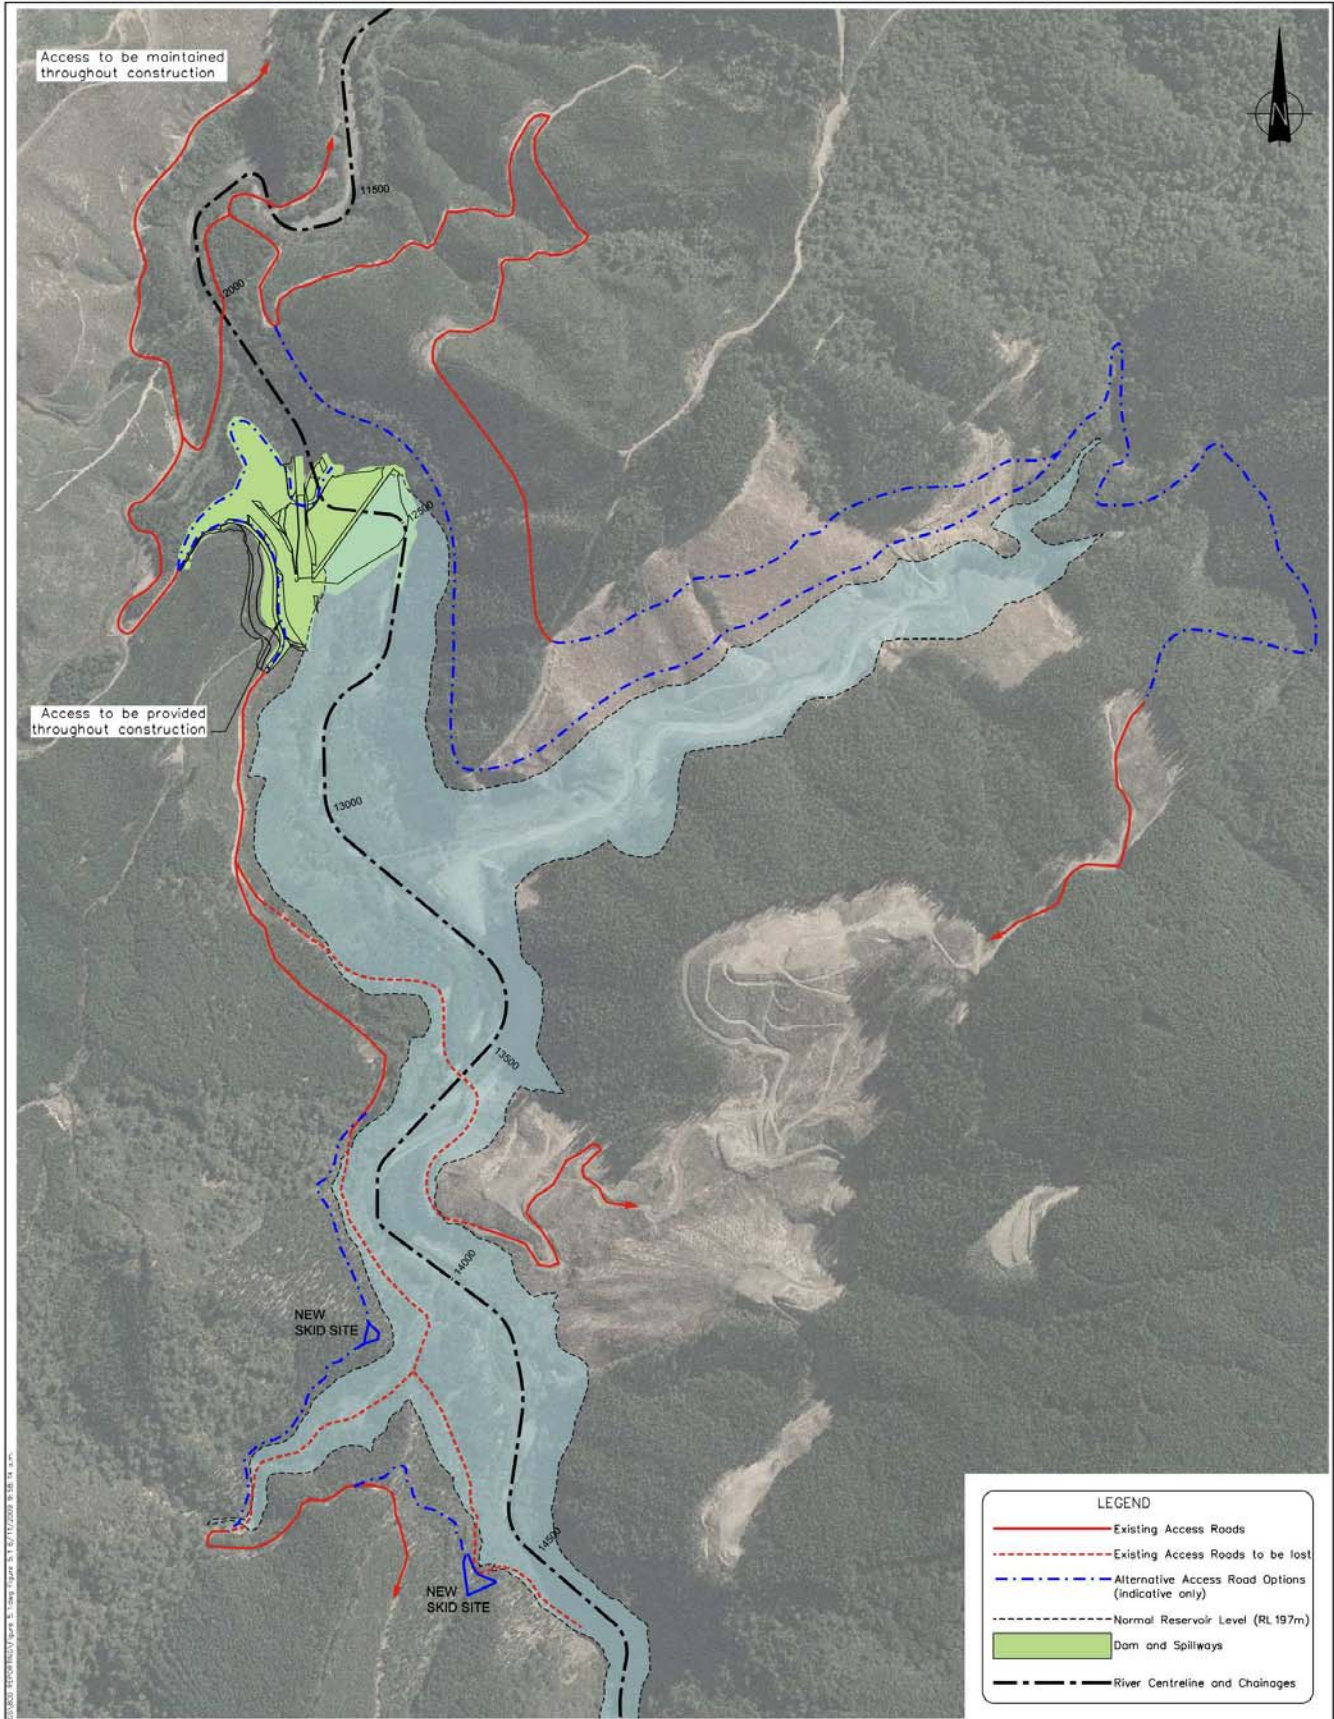 Access to be maintained
throughout construction
N
11500
2000
12500
Access to be provided
throughout construction
13000
13500
14000
NEW
SKID SITE
14500
NEW
SKID SITE
LEGEND
Existing Access Roads
Existing Access Roads to be lost
Alternative Access Road Options
(indicative only)
Normal Reservoir Level (RL 197m)
Dam and Spillways
River Centreline and Chainages